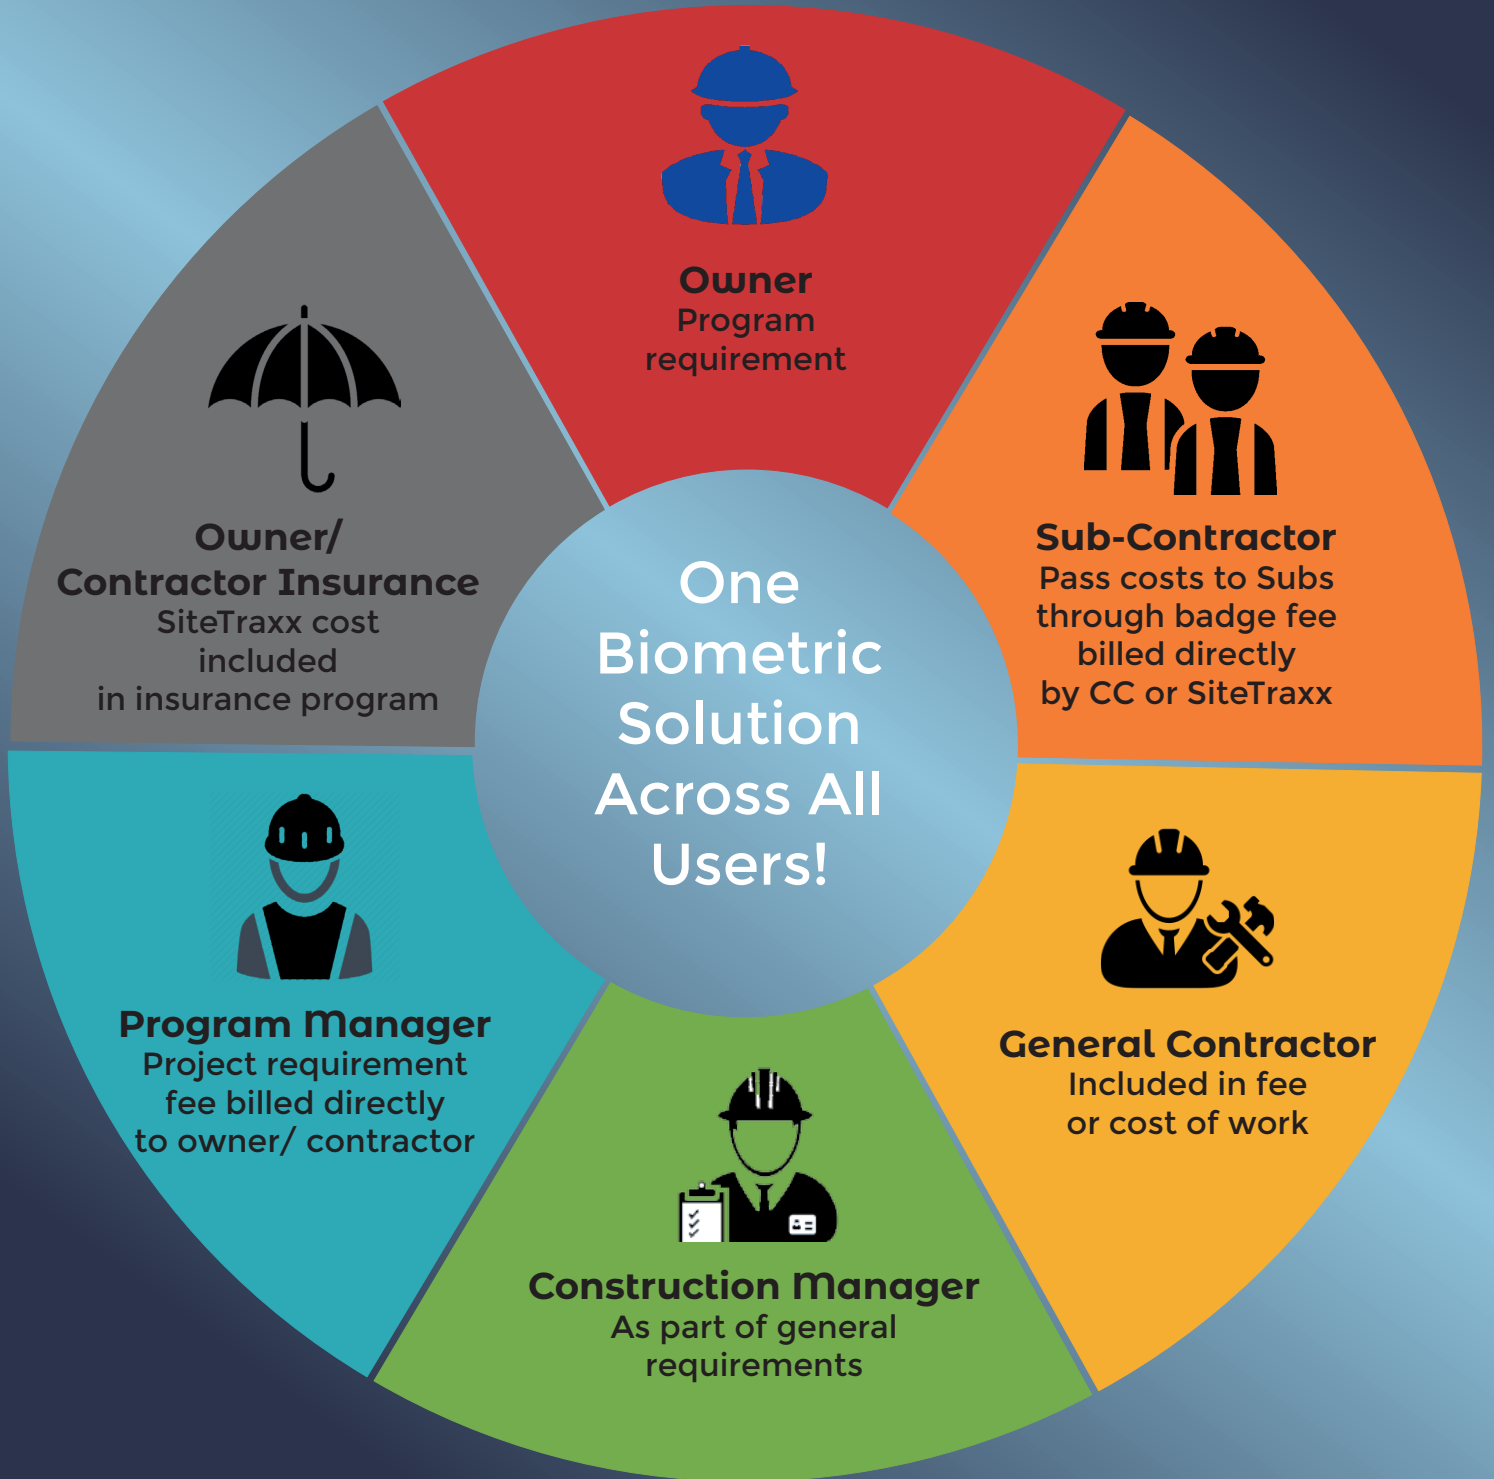 Owner
Program
requirement
Sub-Contractor
Pass costs to Subs
through badge fee
billed directly
by CC or SiteTraxx
General Contractor
Included in fee
or cost of work
Construction Manager
As part of general
requirements
Program Manager
Project requirement
fee billed directly
to owner/ contractor
Owner/
Contractor Insurance
SiteTraxx cost
included
in insurance program
One
Biometric
Solution
Across All
Users!